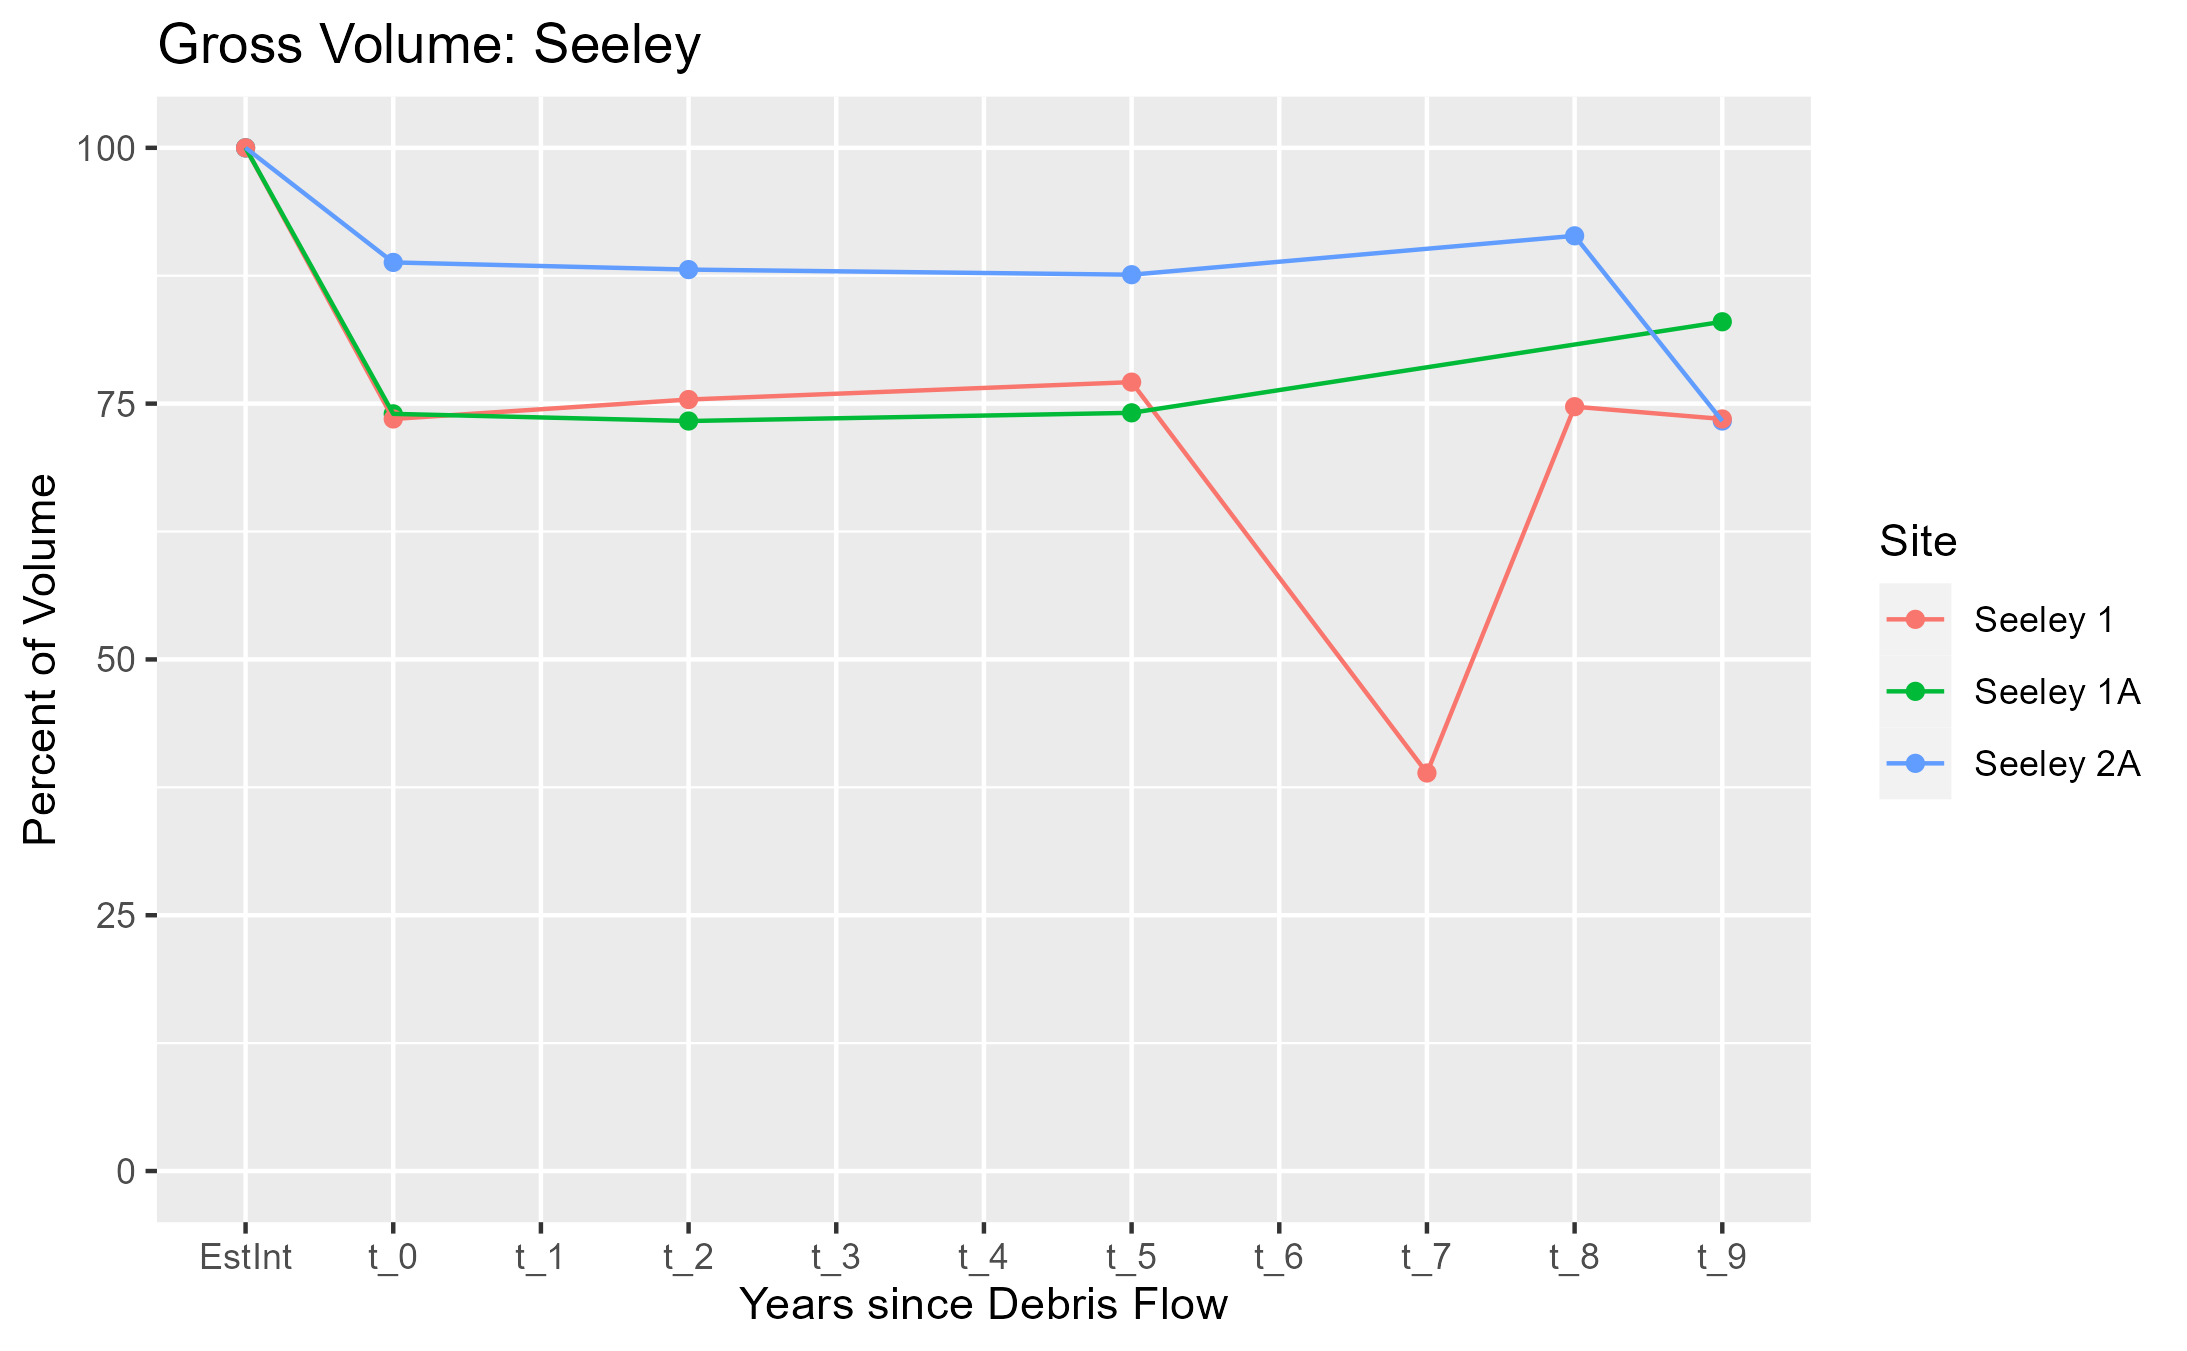 Gross Volume: Seeley
Percent of Volume
100
75
50
25
0
EstInt t_0 t_1 t_2 t_3 t_4 t_5 t_6 t_7 t_8 t_9
Years since Debris Flow
Site
Seeley 1
Seeley 1A
Seeley 2A